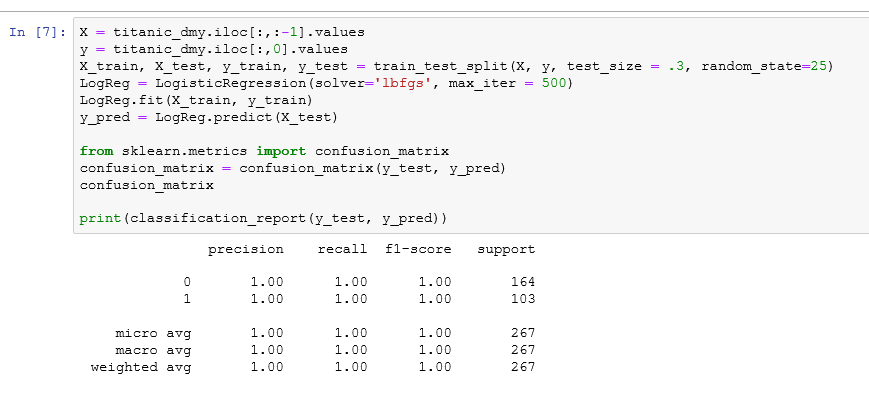 In [7]: X = titanic_dmy.iloc[:,:-1].values
y = titanic_dmy.iloc[:,0].values
X_train, X_test, y_train, y_test = train_test_split(X, y, test_size = .3, random_state=25)
LogReg = LogisticRegression(solver='lbfgs', max_iter = 500)
LogReg.fit(X_train, y_train)
y_pred = LogReg.predict(X_test)
from sklearn.metrics import confusion_matrix
confusion_matrix = confusion_matrix(y_test, y_pred)
confusion_matrix
print(classification_report(y_test, y_pred))
precision recall f1-score support
0 1.00 1.00 1.00 164
1 1.00 1.00 1.00 103
micro avg 1.00 1.00 1.00 267
macro avg 1.00 1.00 1.00 267
weighted avg 1.00 1.00 1.00 267